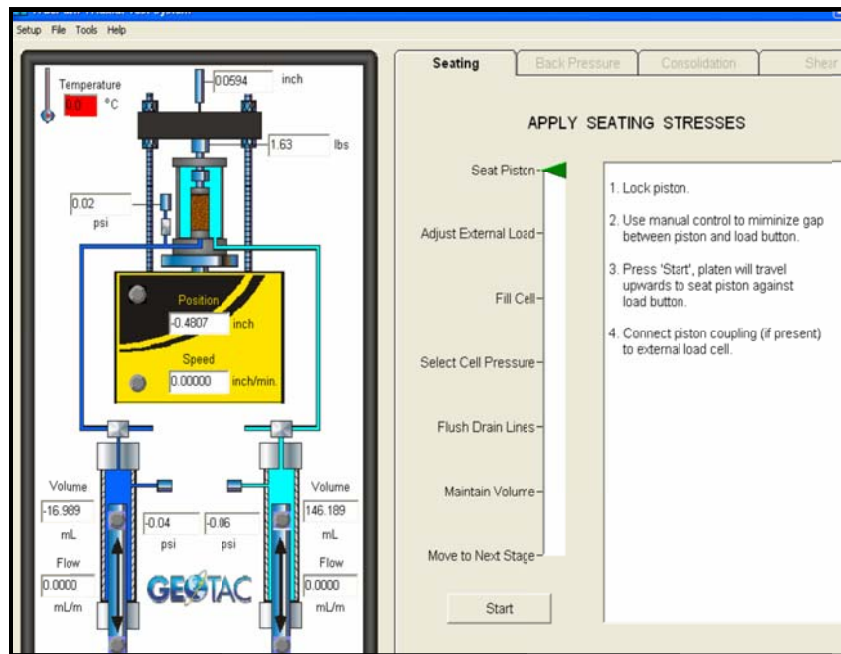 Setup File Tools Help
Temperature
0.0 °C
0.0594 inch
1.63 lbs
0.02
psi
Position
-0.4807 inch
Speed
0.00000 inch/min.
Volume
-16.989
mL
Flow
0.0000
mL/m
-0.04
psi
-0.06
psi
Volume
146.189
mL
Flow
0.0000
mL/m
GEOTAC
Seating Back Pressure Consolidation Shear
APPLY SEATING STRESSES
Seat Piston
Adjust External Load
Fill Cell
Select Cell Pressure
Flush Drain Lines
Maintain Volume
Move to Next Stage
Start
1. Lock piston.
2. Use manual control to miminize gap
between piston and load button.
3. Press 'Start', platen will travel
upwards to seat piston against
load button.
4. Connect piston coupling (if present)
to external load cell.